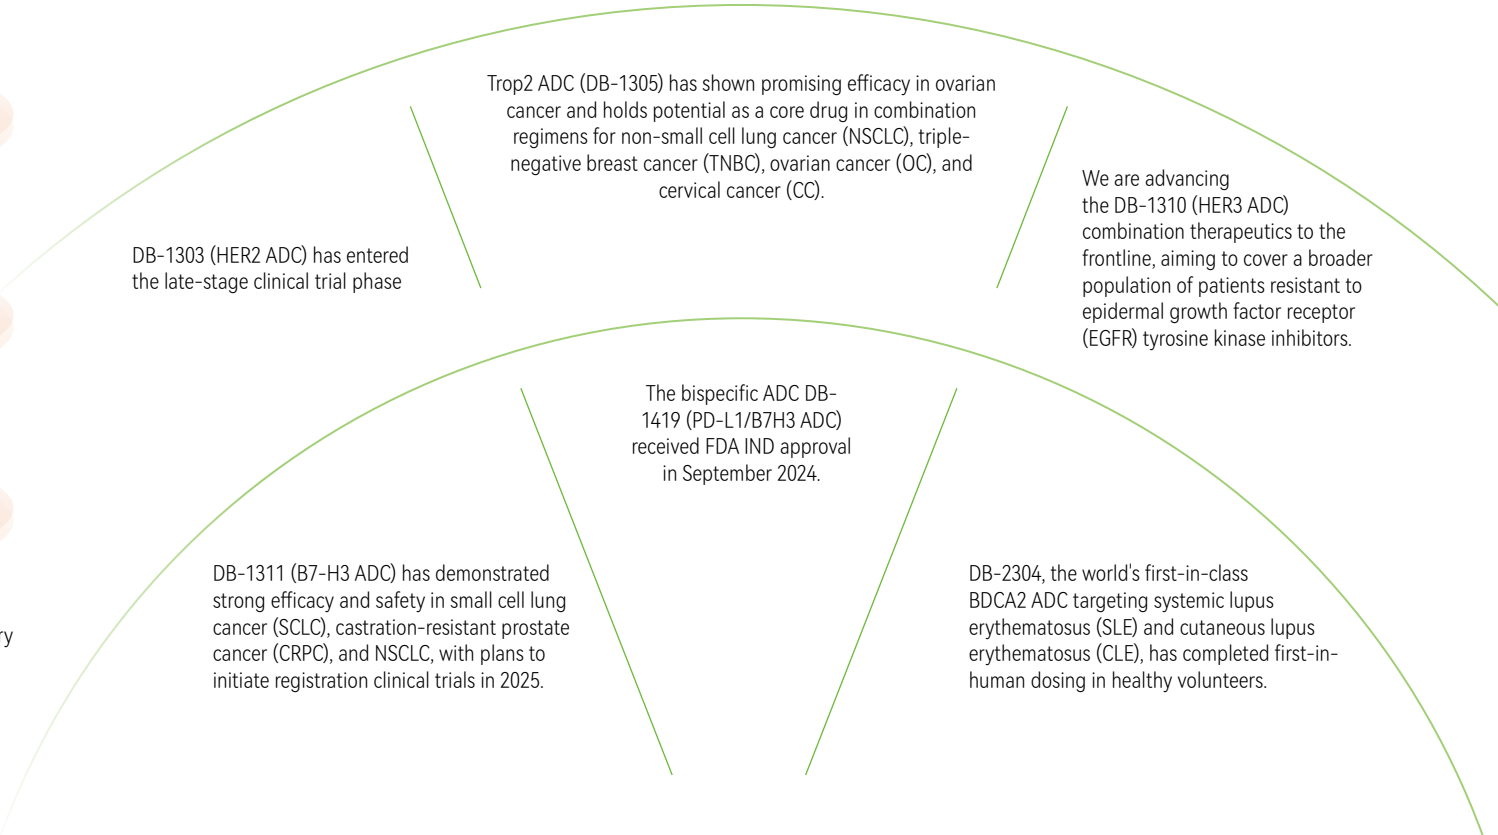 Trop2 ADC (DB-1305) has shown promising efficacy in ovarian
cancer and holds potential as a core drug in combination
regimens for non-small cell lung cancer (NSCLC), triple-
negative breast cancer (TNBC), ovarian cancer (OC), and
cervical cancer (CC).
DB-1303 (HER2 ADC) has entered
the late-stage clinical trial phase
We are advancing
the DB-1310 (HER3 ADC)
combination therapeutics to the
frontline, aiming to cover a broader
population of patients resistant to
epidermal growth factor receptor
(EGFR) tyrosine kinase inhibitors.
The bispecific ADC DB-
1419 (PD-L1/B7H3 ADC)
received FDA IND approval
in September 2024.
DB-1311 (B7-H3 ADC) has demonstrated
strong efficacy and safety in small cell lung
cancer (SCLC), castration-resistant prostate
cancer (CRPC), and NSCLC, with plans to
initiate registration clinical trials in 2025.
DB-2304, the world's first-in-class
BDCA2 ADC targeting systemic lupus
erythematosus (SLE) and cutaneous lupus
erythematosus (CLE), has completed first-in-
human dosing in healthy volunteers.
ry